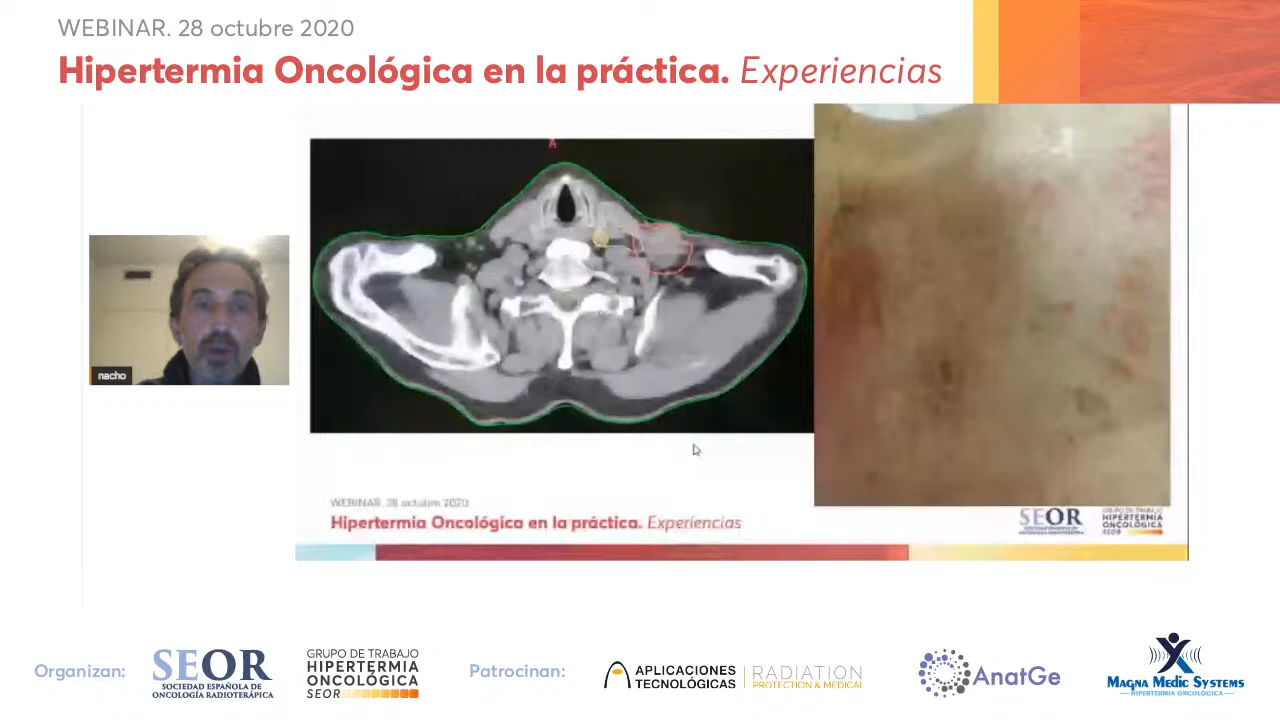 WEBINAR. 28 octubre 2020
Hipertermia Oncológica en la práctica. Experiencias
A
nacho
WEBINAR. 28 octubre 2020
Hipertermia Oncológica en la práctica. Experiencias
SEOR
GRUPO DE TRABAJO
HIPERTERMIA
ONCOLÓGICA
SEOR
Organizan:
SEOR
SOCIEDAD ESPAÑOLA DE
ONCOLOGÍA RADIOTERÁPICA
GRUPO DE TRABAJO
HIPERTERMIA
ONCOLÓGICA
SEOR
Patrocinan:
APLICACIONES
TECNOLÓGICAS
RADIATION
PROTECTION & MEDICAL
AnatGe
MAGNA MEDIC SYSTEMS
HIPERTERMIA ONCOLÓGICA